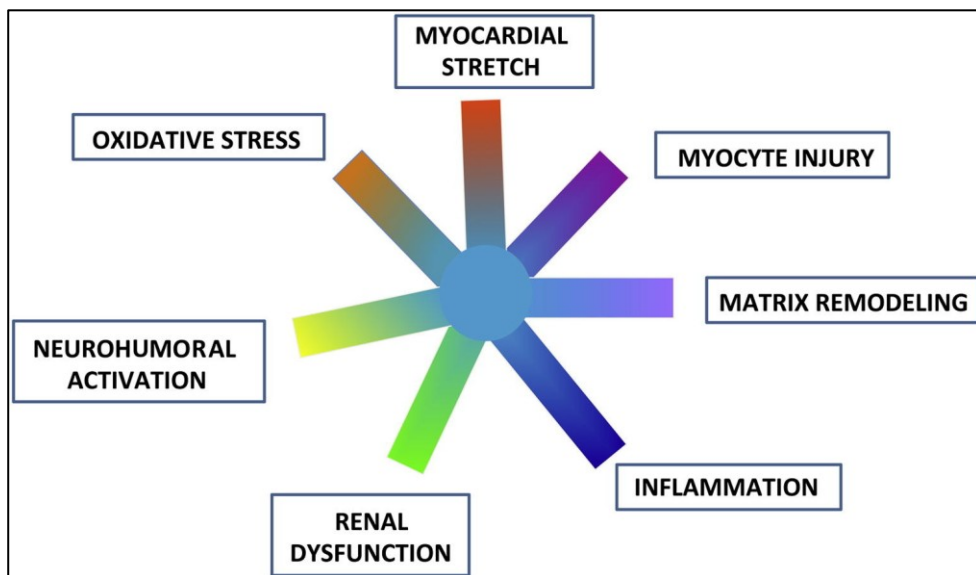 MYOCARDIAL
STRETCH
OXIDATIVE STRESS
MYOCYTE INJURY
MATRIX REMODELING
NEUROHUMORAL
ACTIVATION
INFLAMMATION
RENAL
DYSFUNCTION